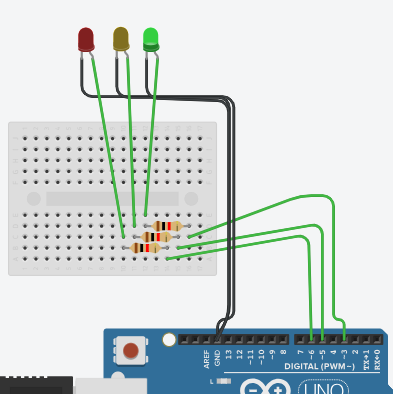 AREF
GND
13
12
~11
~10
~9
8
7
~6
~5
4
~3
2
TX→1
RX←0
DIGITAL (PWM~)
UNO